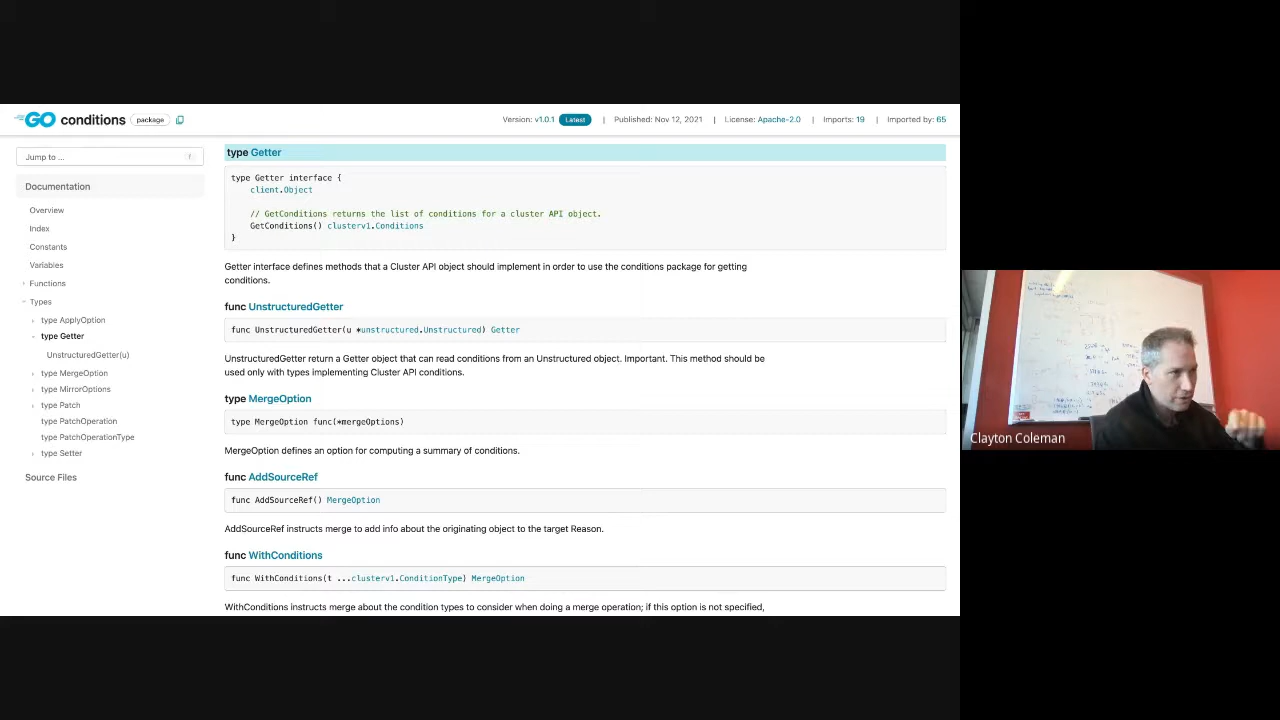 GO conditions package
Version: v1.0.1 Latest | Published: Nov 12, 2021 | License: Apache-2.0 | Imports: 19 | Imported by: 65
Jump to ... f
Documentation
Overview
Index
Constants
Variables
Functions
Types
type ApplyOption
type Getter
UnstructuredGetter(u)
type MergeOption
type MirrorOptions
type Patch
type PatchOperation
type PatchOperationType
type Setter
Source Files
type Getter
type Getter interface {
client.Object
// GetConditions returns the list of conditions for a cluster API object.
GetConditions() clusterv1.Conditions
}
Getter interface defines methods that a Cluster API object should implement in order to use the conditions package for getting
conditions.
func UnstructuredGetter
func UnstructuredGetter(u *unstructured.Unstructured) Getter
UnstructuredGetter return a Getter object that can read conditions from an Unstructured object. Important. This method should be
used only with types implementing Cluster API conditions.
type MergeOption
type MergeOption func(*mergeOptions)
MergeOption defines an option for computing a summary of conditions.
func AddSourceRef
func AddSourceRef() MergeOption
AddSourceRef instructs merge to add info about the originating object to the target Reason.
func WithConditions
func WithConditions(t ...clusterv1.ConditionType) MergeOption
WithConditions instructs merge about the condition types to consider when doing a merge operation; if this option is not specified,
Clayton Coleman